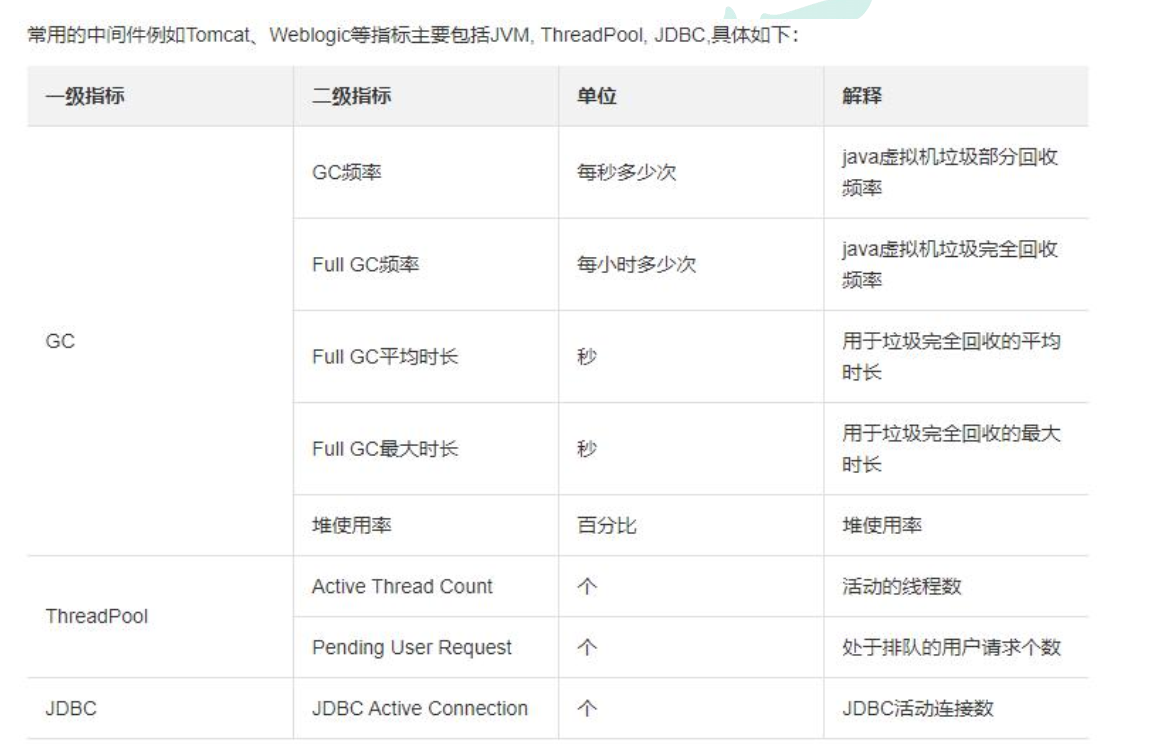 常用的中间件例如Tomcat、Weblogic等指标主要包括JVM, ThreadPool, JDBC,具体如下：
一级指标 二级指标 单位 解释
GC
GC频率 每秒多少次 java虚拟机垃圾部分回收
频率
Full GC频率 每小时多少次 java虚拟机垃圾完全回收
频率
Full GC平均时长 秒 用于垃圾完全回收的平均
时长
Full GC最大时长 秒 用于垃圾完全回收的最大
时长
堆使用率 百分比 堆使用率
ThreadPool
Active Thread Count 个 活动的线程数
Pending User Request 个 处于排队的用户请求个数
JDBC JDBC Active Connection 个 JDBC活动连接数